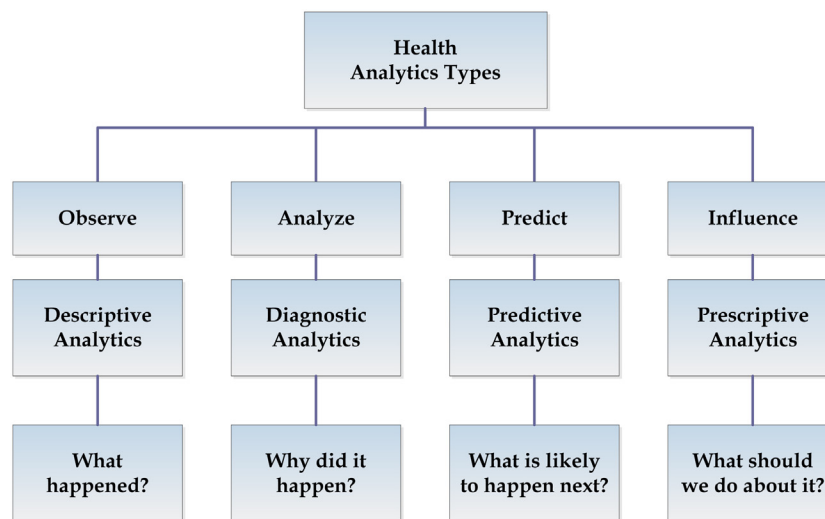 Health
Analytics Types
Observe
Analyze
Predict
Influence
Descriptive
Analytics
Diagnostic
Analytics
Predictive
Analytics
Prescriptive
Analytics
What
happened?
Why did it
happen?
What is likely
to happen next?
What should
we do about it?